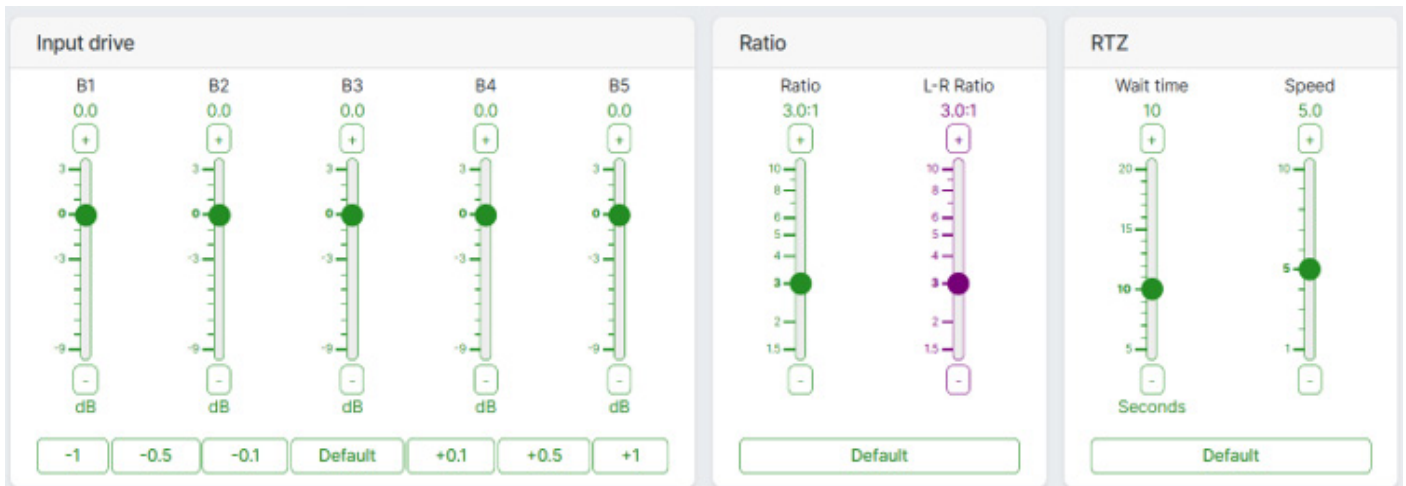 Input drive
Ratio
RTZ
B1 B2 B3 B4 B5
0.0 0.0 0.0 0.0 0.0
+ + + + +
3 3 3 3 3
0 0 0 0 0
-3 -3 -3 -3 -3
-9 -9 -9 -9 -9
- - - - -
dB dB dB dB dB
-1 -0.5 -0.1 Default +0.1 +0.5 +1
Ratio L-R Ratio
3.0:1 3.0:1
+ +
10 10
8 8
6 6
5 5
4 4
3 3
2 2
1.5 1.5
- -
Default
Wait time Speed
10 5.0
+ +
20 10
15
5
10
5 1
- -
Seconds
Default